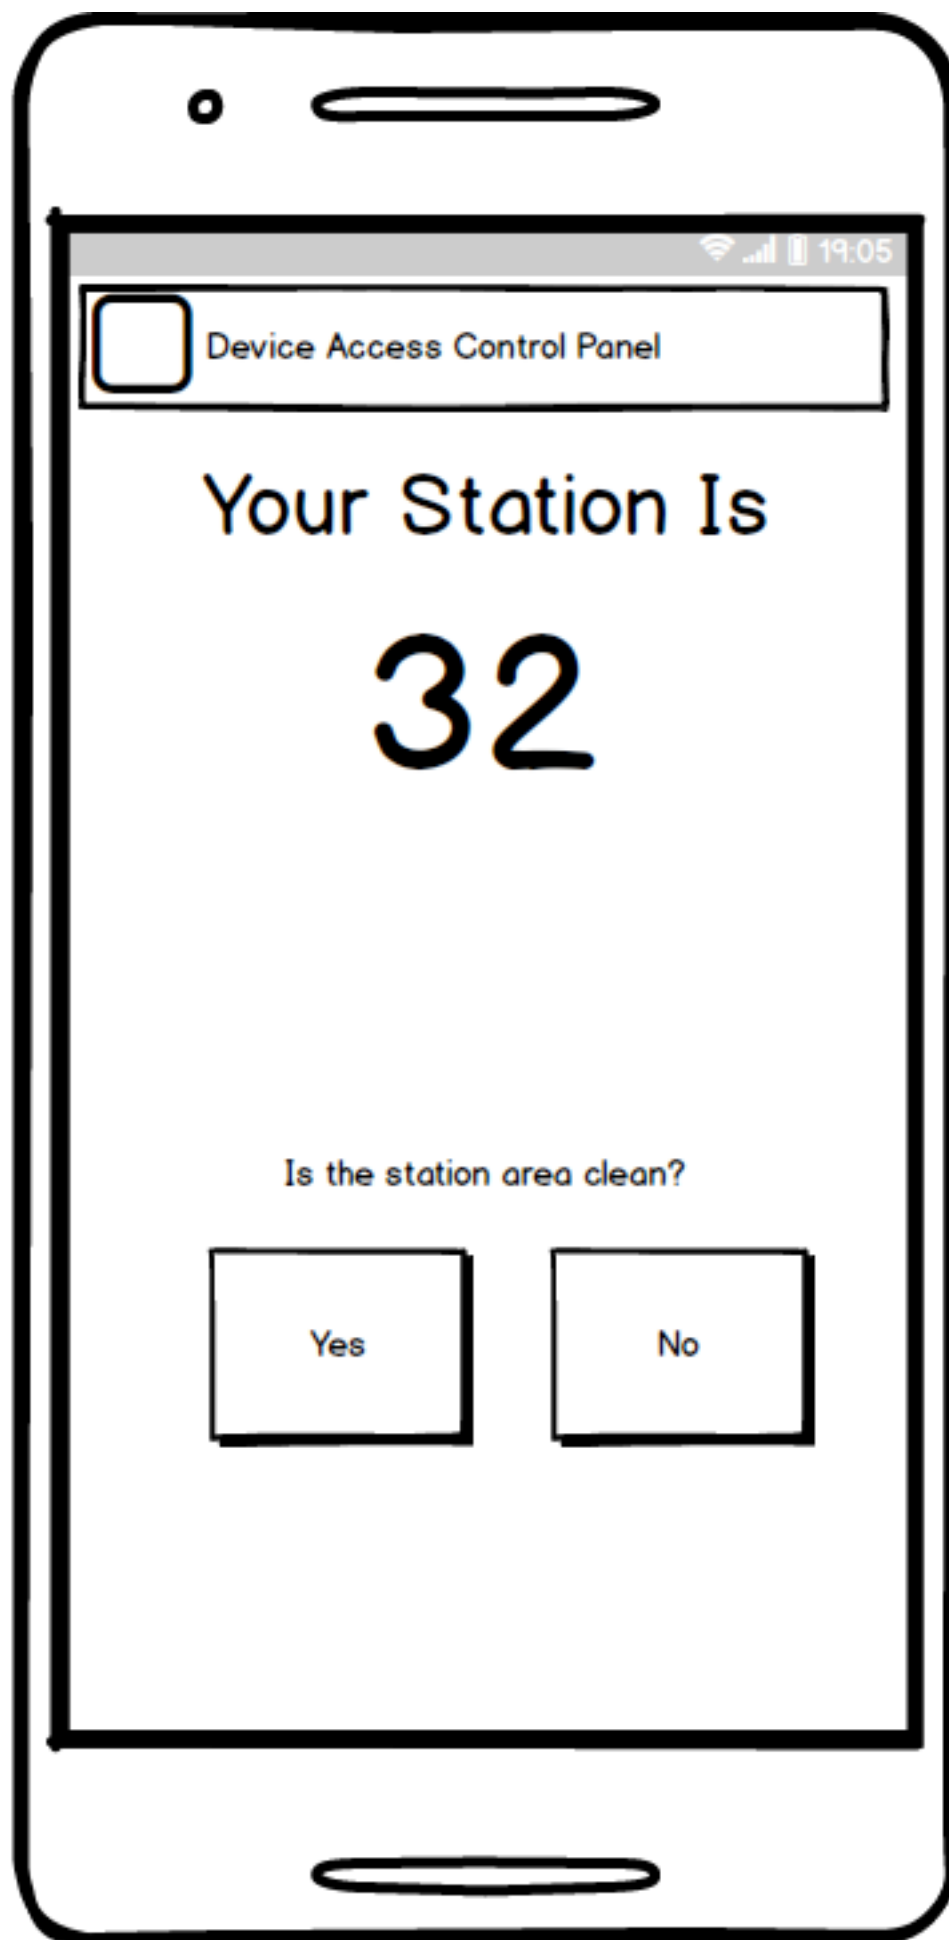 19:05
Device Access Control Panel
Your Station Is
32
Is the station area clean?
Yes
No